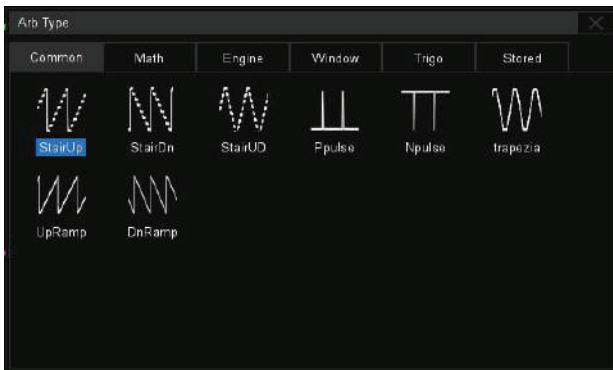 Arb Type
Common Math Engine Window Trigo Stored
StairUp StairDn StairUD Ppulse Npulse trapezia
UpRamp DnRamp